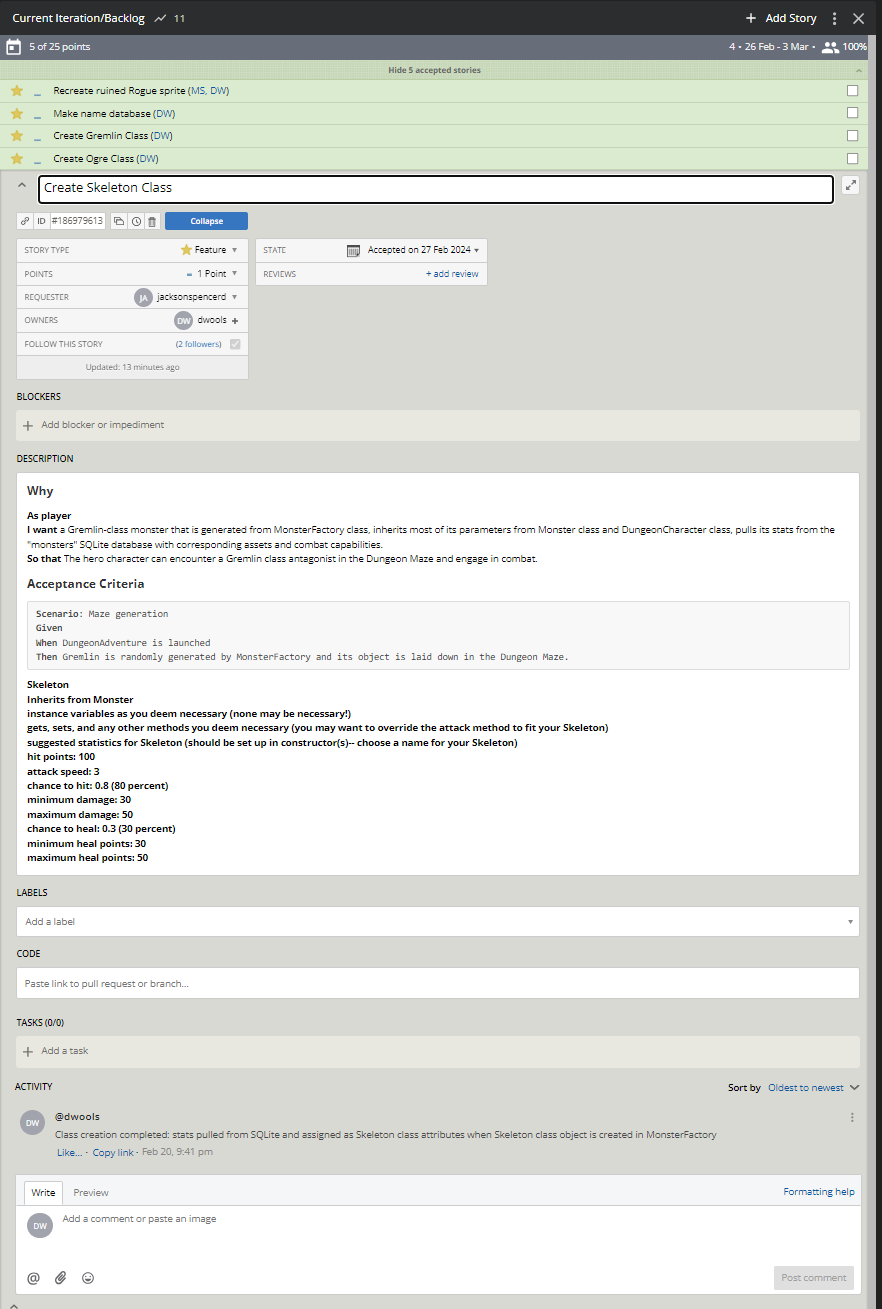 Current Iteration/Backlog 11 + Add Story
5 of 25 points 4 • 26 Feb - 3 Mar • 100%
Hide 5 accepted stories
Recreate ruined Rogue sprite (MS, DW)
Make name database (DW)
Create Gremlin Class (DW)
Create Ogre Class (DW)
Create Skeleton Class
ID #186979613 Collapse
STORY TYPE Feature
STATE Accepted on 27 Feb 2024
POINTS 1 Point
REVIEWS + add review
REQUESTER JA jacksonspencerd
OWNERS DW dwools +
FOLLOW THIS STORY (2 followers)
Updated: 13 minutes ago
BLOCKERS
+ Add blocker or impediment
DESCRIPTION
Why
As player
I want a Gremlin-class monster that is generated from MonsterFactory class, inherits most of its parameters from Monster class and DungeonCharacter class, pulls its stats from the
"monsters" SQLite database with corresponding assets and combat capabilities.
So that The hero character can encounter a Gremlin class antagonist in the Dungeon Maze and engage in combat.
Acceptance Criteria
Scenario: Maze generation
Given
When DungeonAdventure is launched
Then Gremlin is randomly generated by MonsterFactory and its object is laid down in the Dungeon Maze.
Skeleton
Inherits from Monster
instance variables as you deem necessary (none may be necessary!)
gets, sets, and any other methods you deem necessary (you may want to override the attack method to fit your Skeleton)
suggested statistics for Skeleton (should be set up in constructor(s)-- choose a name for your Skeleton)
hit points: 100
attack speed: 3
chance to hit: 0.8 (80 percent)
minimum damage: 30
maximum damage: 50
chance to heal: 0.3 (30 percent)
minimum heal points: 30
maximum heal points: 50
LABELS
Add a label
CODE
Paste link to pull request or branch...
TASKS (0/0)
+ Add a task
ACTIVITY Sort by Oldest to newest
DW @dwools
Class creation completed: stats pulled from SQLite and assigned as Skeleton class attributes when Skeleton class object is created in MonsterFactory
Like... • Copy link • Feb 20, 9:41 pm
Write Preview Formatting help
DW Add a comment or paste an image
@ Post comment